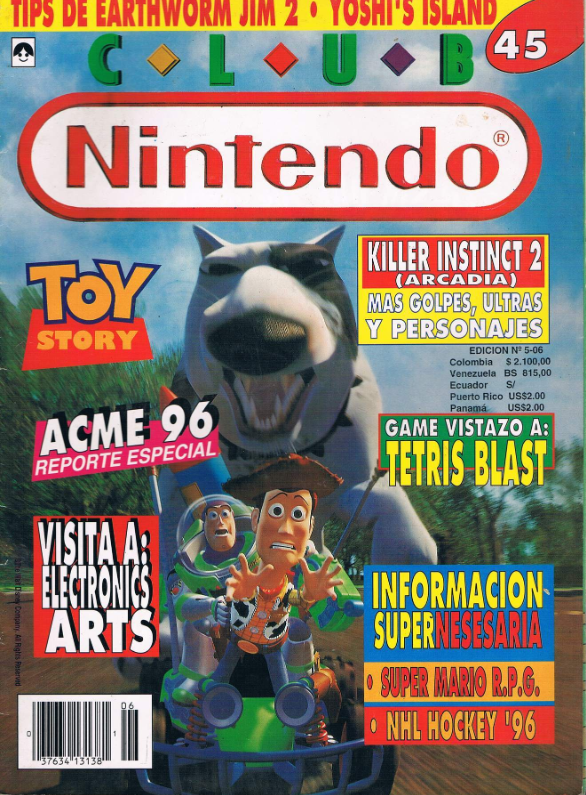 TIPS DE EARTHWORM JIM 2 • YOSHI'S ISLAND
CLUB
45
Nintendo®
TOY
STORY
KILLER INSTINCT 2
(ARCADIA)
MAS GOLPES, ULTRAS
Y PERSONAJES
EDICION Nº 5-06
Colombia $ 2.100,00
Venezuela BS 815,00
Ecuador S/
Puerto Rico US$2.00
Panamá US$2.00
ACME 96
REPORTE ESPECIAL
GAME VISTAZO A:
TETRIS BLAST
VISITA A:
ELECTRONICS
ARTS
INFORMACION
SUPERNESESARIA
• SUPER MARIO R.P.G.
• NHL HOCKEY '96
06
0 37634 13138 1